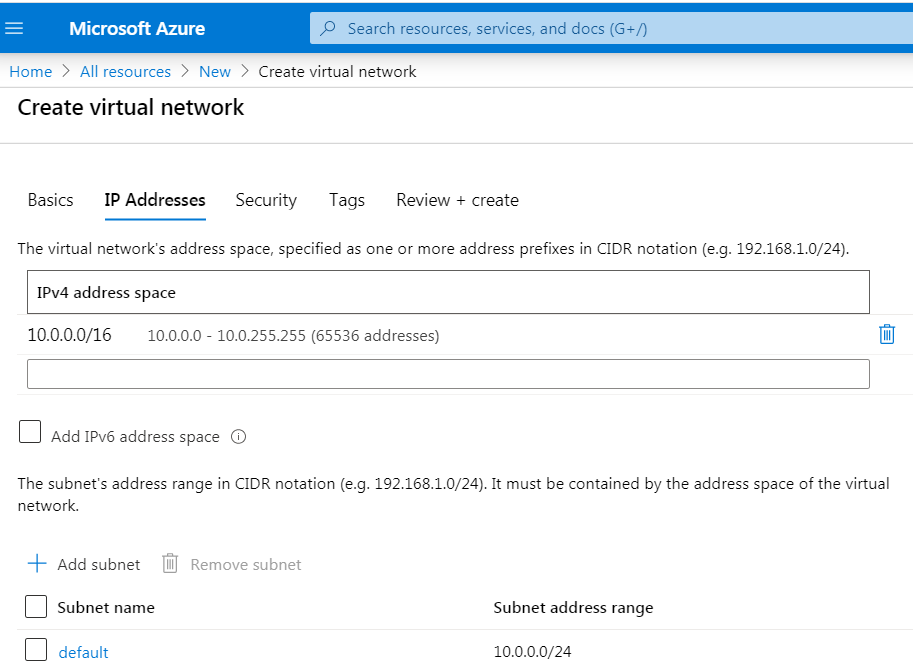 Microsoft Azure
Search resources, services, and docs (G+/)
Home > All resources > New > Create virtual network
Create virtual network
Basics IP Addresses Security Tags Review + create
The virtual network's address space, specified as one or more address prefixes in CIDR notation (e.g. 192.168.1.0/24).
IPv4 address space
10.0.0.0/16 10.0.0.0 - 10.0.255.255 (65536 addresses)
Add IPv6 address space
The subnet's address range in CIDR notation (e.g. 192.168.1.0/24). It must be contained by the address space of the virtual
network.
+ Add subnet Remove subnet
Subnet name Subnet address range
default 10.0.0.0/24